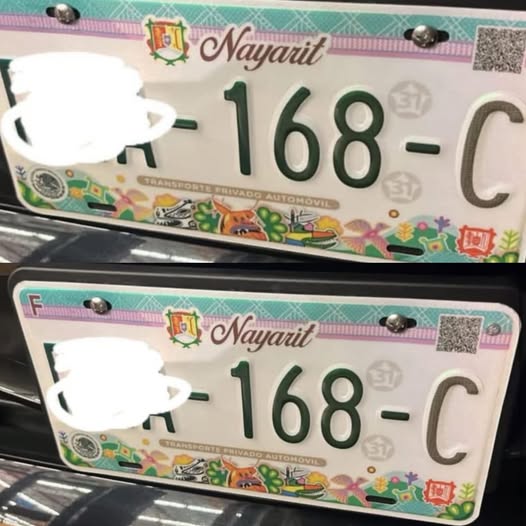 Nayarit
A-168-C
31
31
TRANSPORTE PRIVADO AUTOMÓVIL
F
Nayarit
A-168-C
31
31
TRANSPORTE PRIVADO AUTOMÓVIL